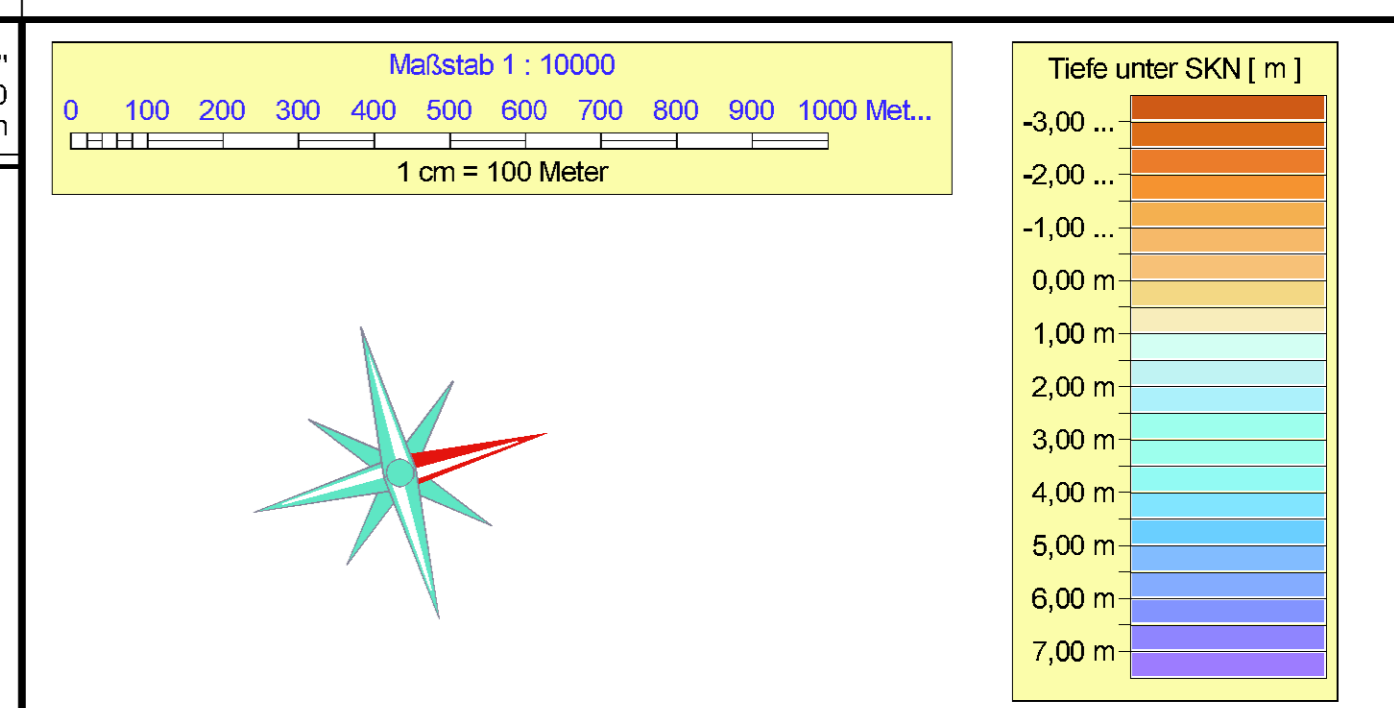 Maßstab 1 : 10000
0 100 200 300 400 500 600 700 800 900 1000 Met...
1 cm = 100 Meter
Tiefe unter SKN [ m ]
-3,00 ...
-2,00 ...
-1,00 ...
0,00 m
1,00 m
2,00 m
3,00 m
4,00 m
5,00 m
6,00 m
7,00 m